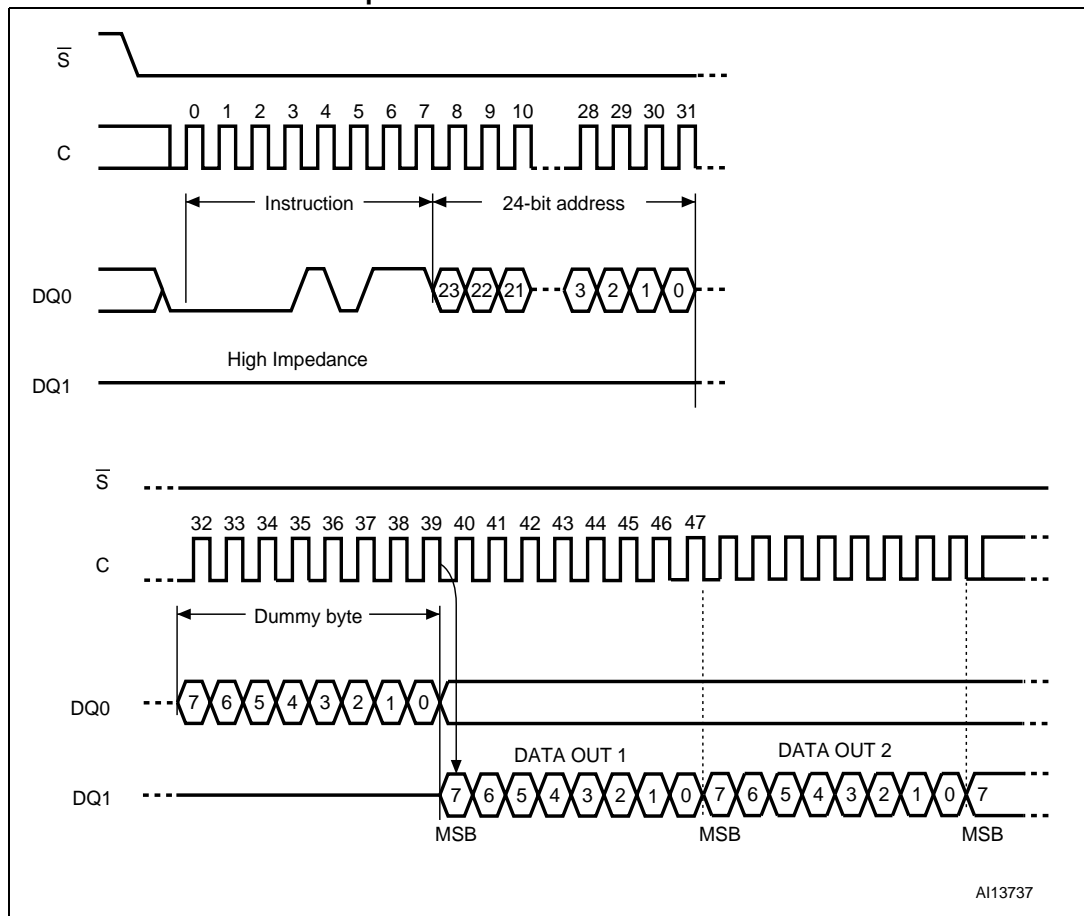 S
0 1 2 3 4 5 6 7 8 9 10 28 29 30 31
C
Instruction 24-bit address
DQ0 23 22 21 3 2 1 0
High Impedance
DQ1
S
32 33 34 35 36 37 38 39 40 41 42 43 44 45 46 47
C
Dummy byte
DQ0 7 6 5 4 3 2 1 0
DATA OUT 1 DATA OUT 2
DQ1 7 6 5 4 3 2 1 0 7 6 5 4 3 2 1 0 7
MSB MSB MSB
AI13737